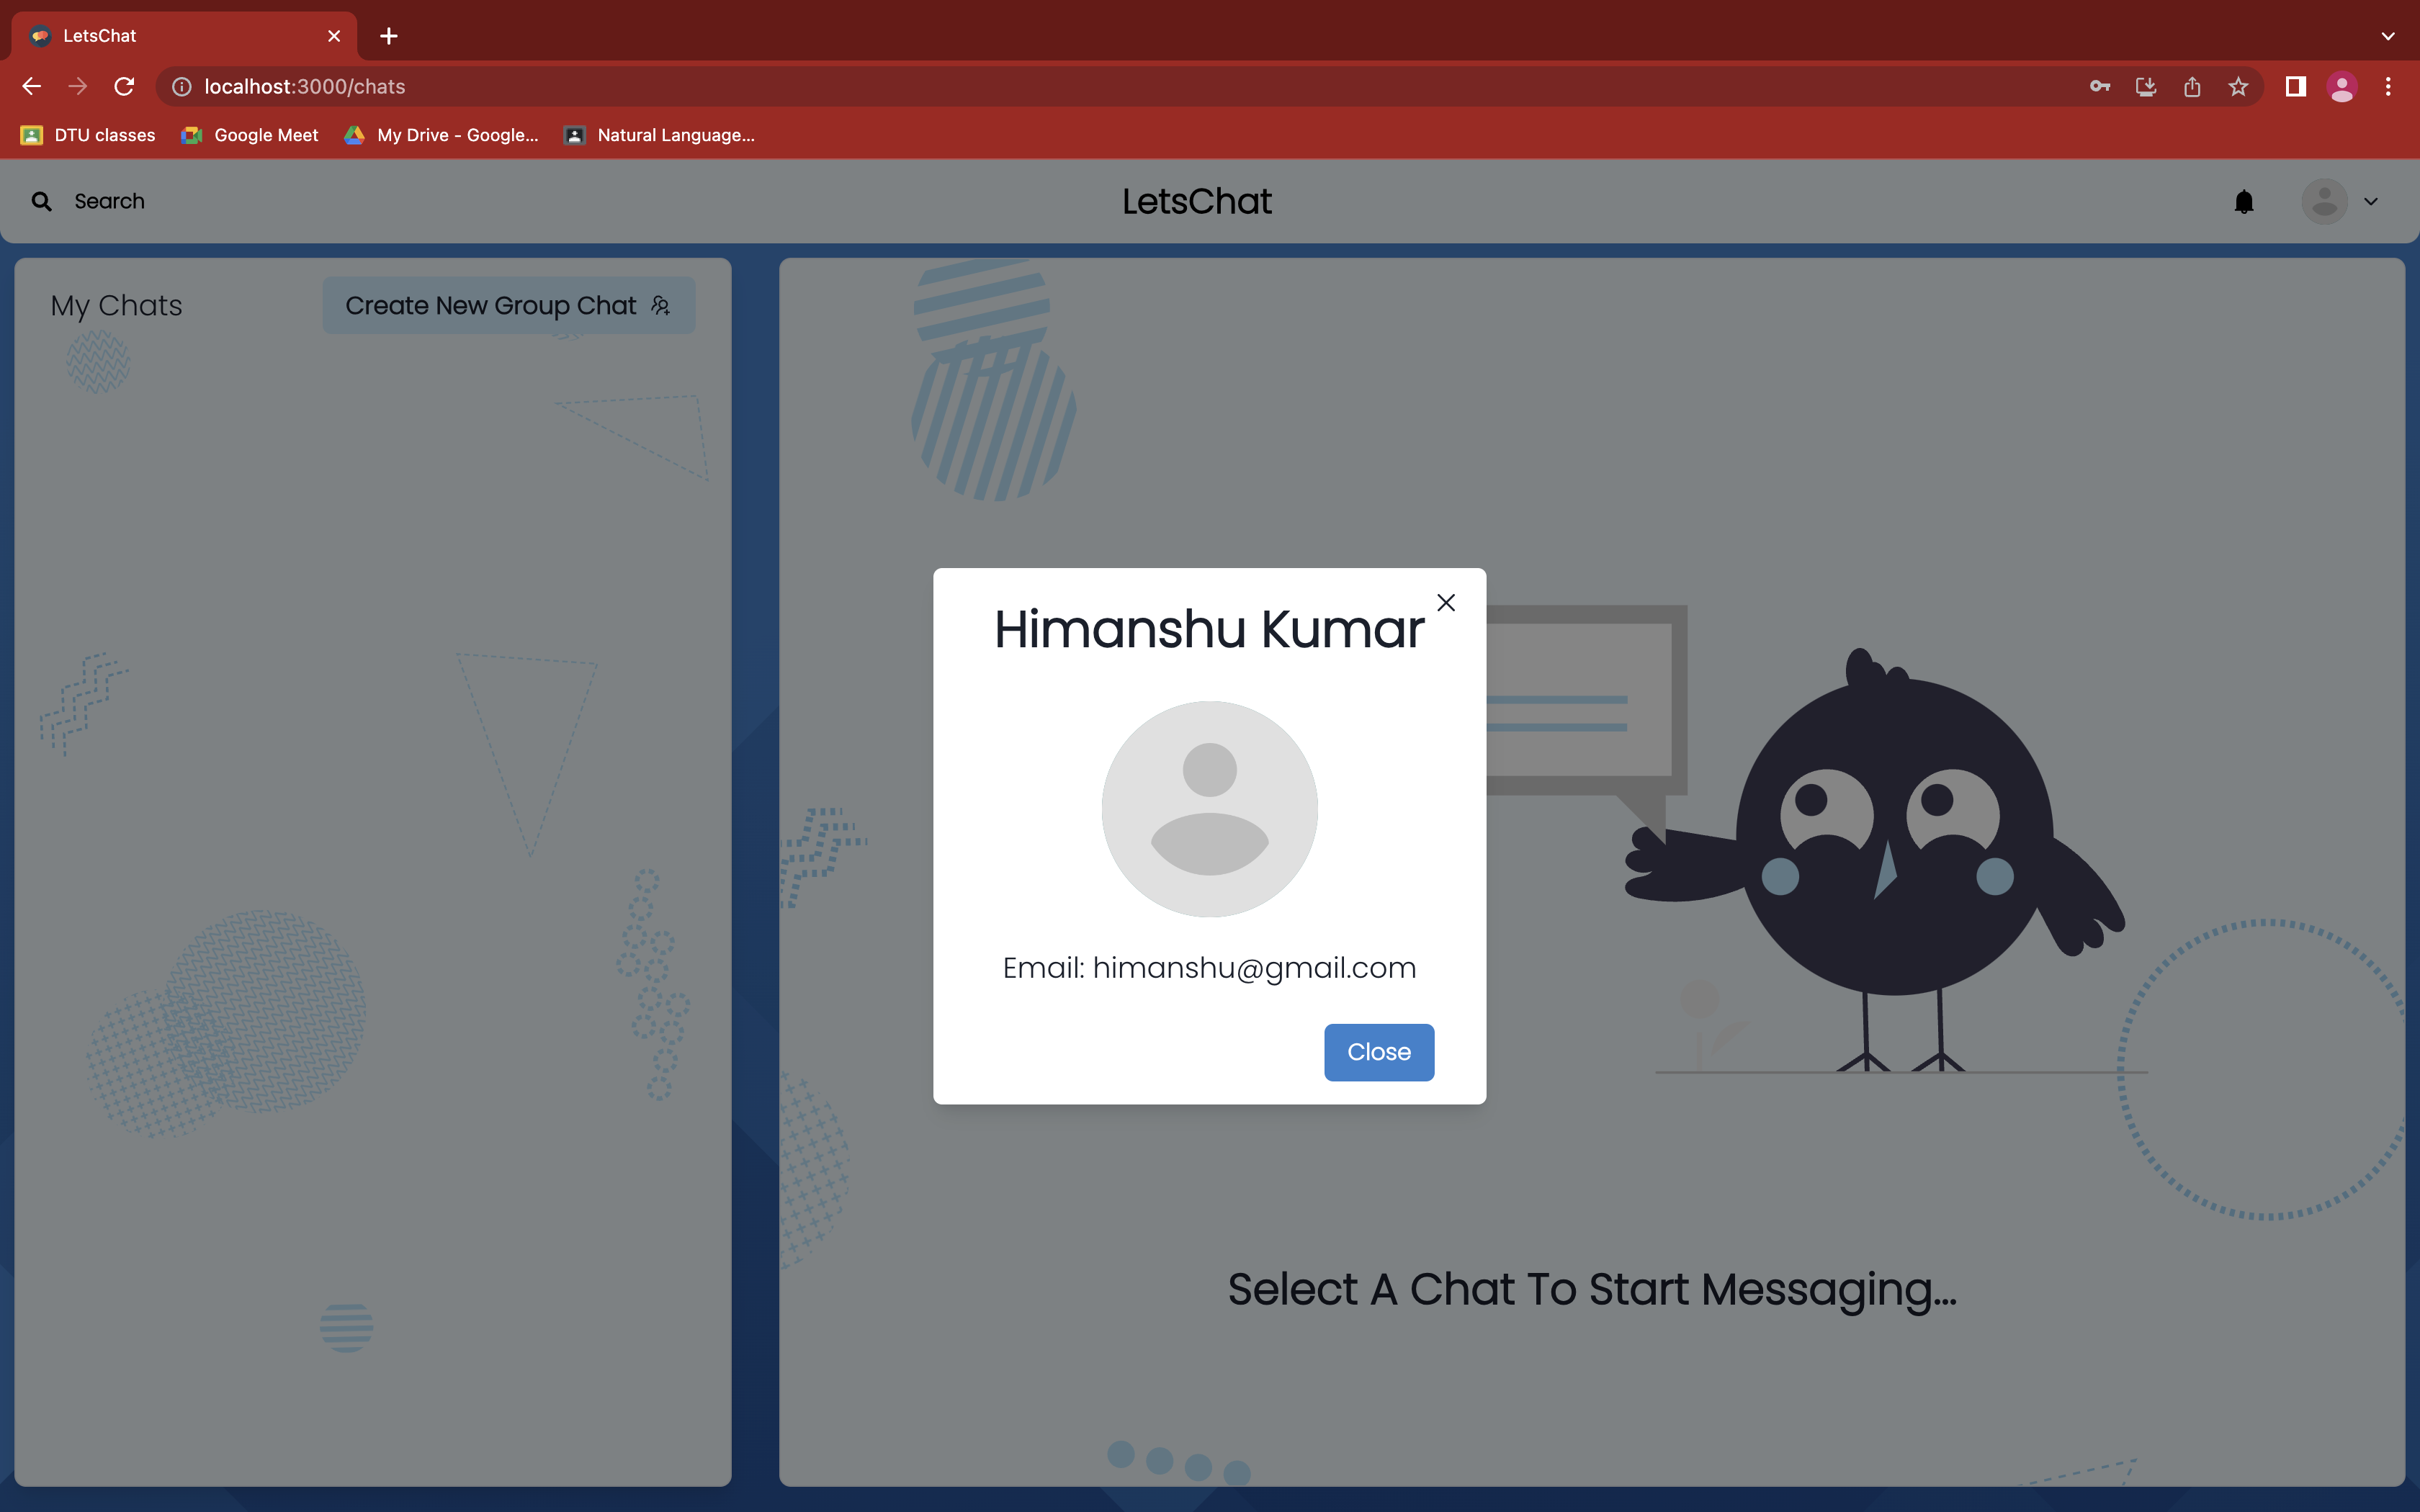 LetsChat
localhost:3000/chats
DTU classes
Google Meet
My Drive - Google...
Natural Language...
Search
LetsChat
My Chats
Create New Group Chat
Himanshu Kumar
Email: himanshu@gmail.com
Close
Select A Chat To Start Messaging...